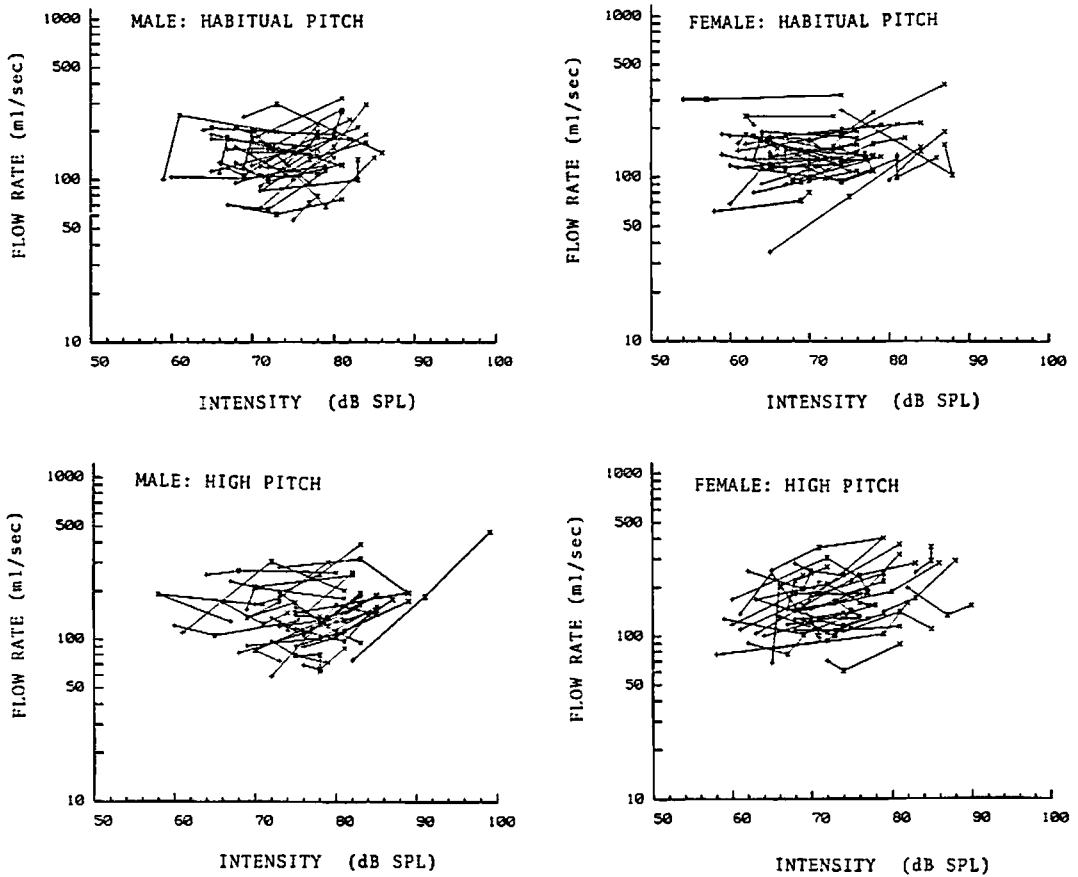 MALE: HABITUAL PITCH
1000
500
100
50
10
FLOW RATE (ml/sec)
50 60 70 80 90 100
INTENSITY (dB SPL)
FEMALE: HABITUAL PITCH
1000
500
100
50
10
FLOW RATE (ml/sec)
50 60 70 80 90 100
INTENSITY (dB SPL)
MALE: HIGH PITCH
1000
500
100
50
10
FLOW RATE (ml/sec)
50 60 70 80 90 100
INTENSITY (dB SPL)
FEMALE: HIGH PITCH
1000
500
100
50
10
FLOW RATE (ml/sec)
50 60 70 80 90 100
INTENSITY (dB SPL)